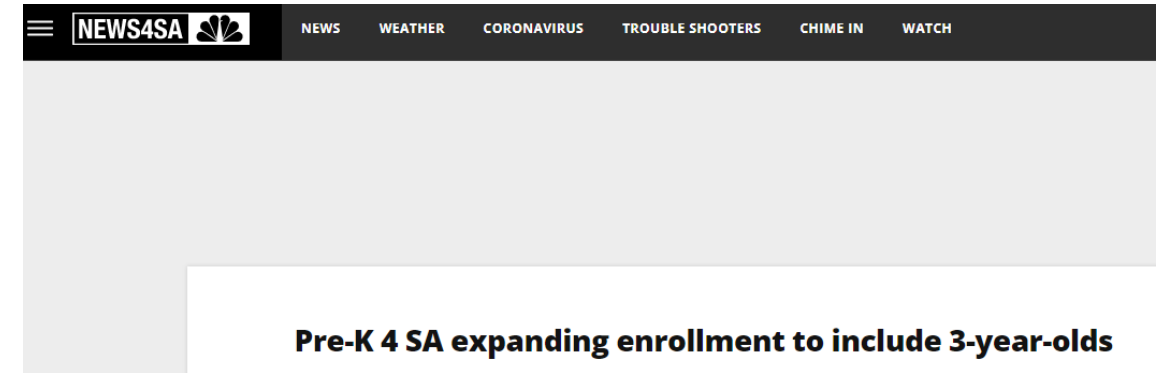 NEWS4SA NEWS WEATHER CORONAVIRUS TROUBLE SHOOTERS CHIME IN WATCH
Pre-K 4 SA expanding enrollment to include 3-year-olds